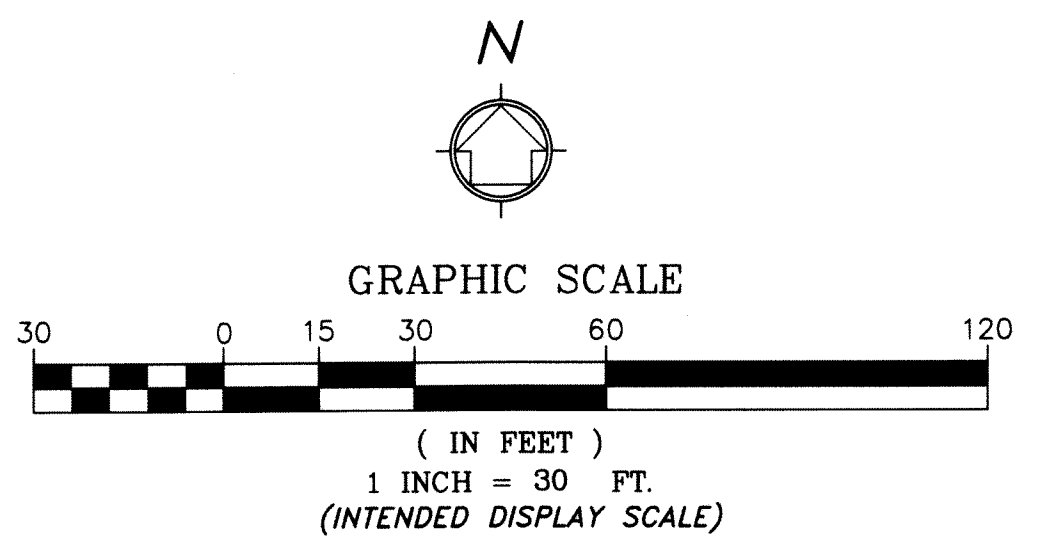 N
GRAPHIC SCALE
30 0 15 30 60 120
( IN FEET )
1 INCH = 30 FT.
(INTENDED DISPLAY SCALE)